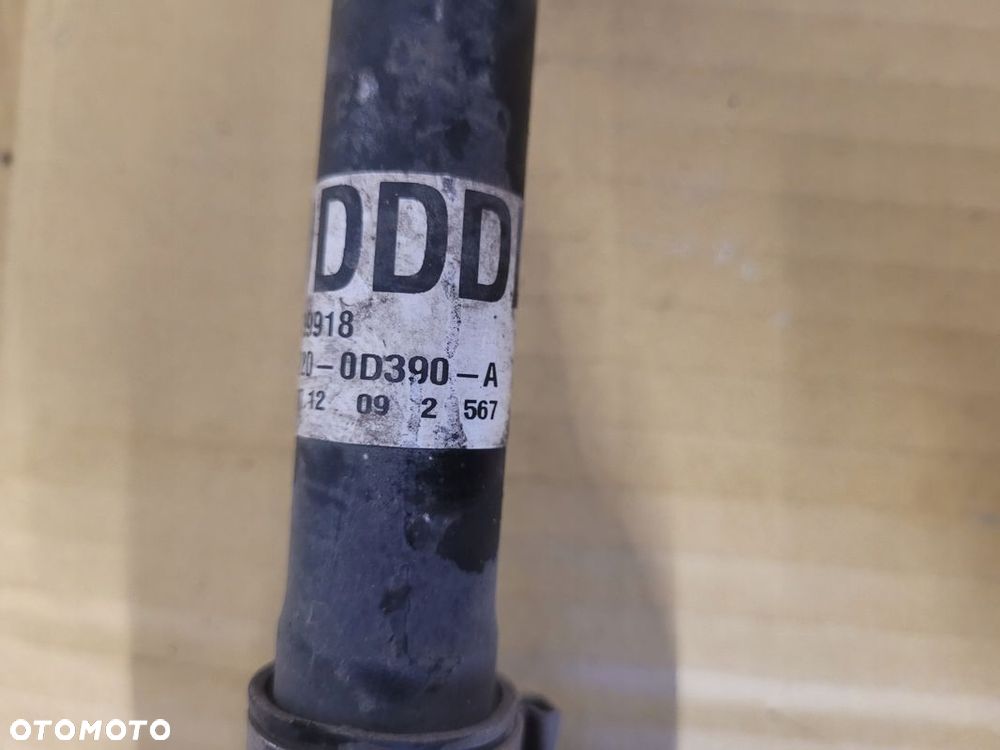 DDD
9918
20-0D390-A
12 09 2 567
OTOMOTO